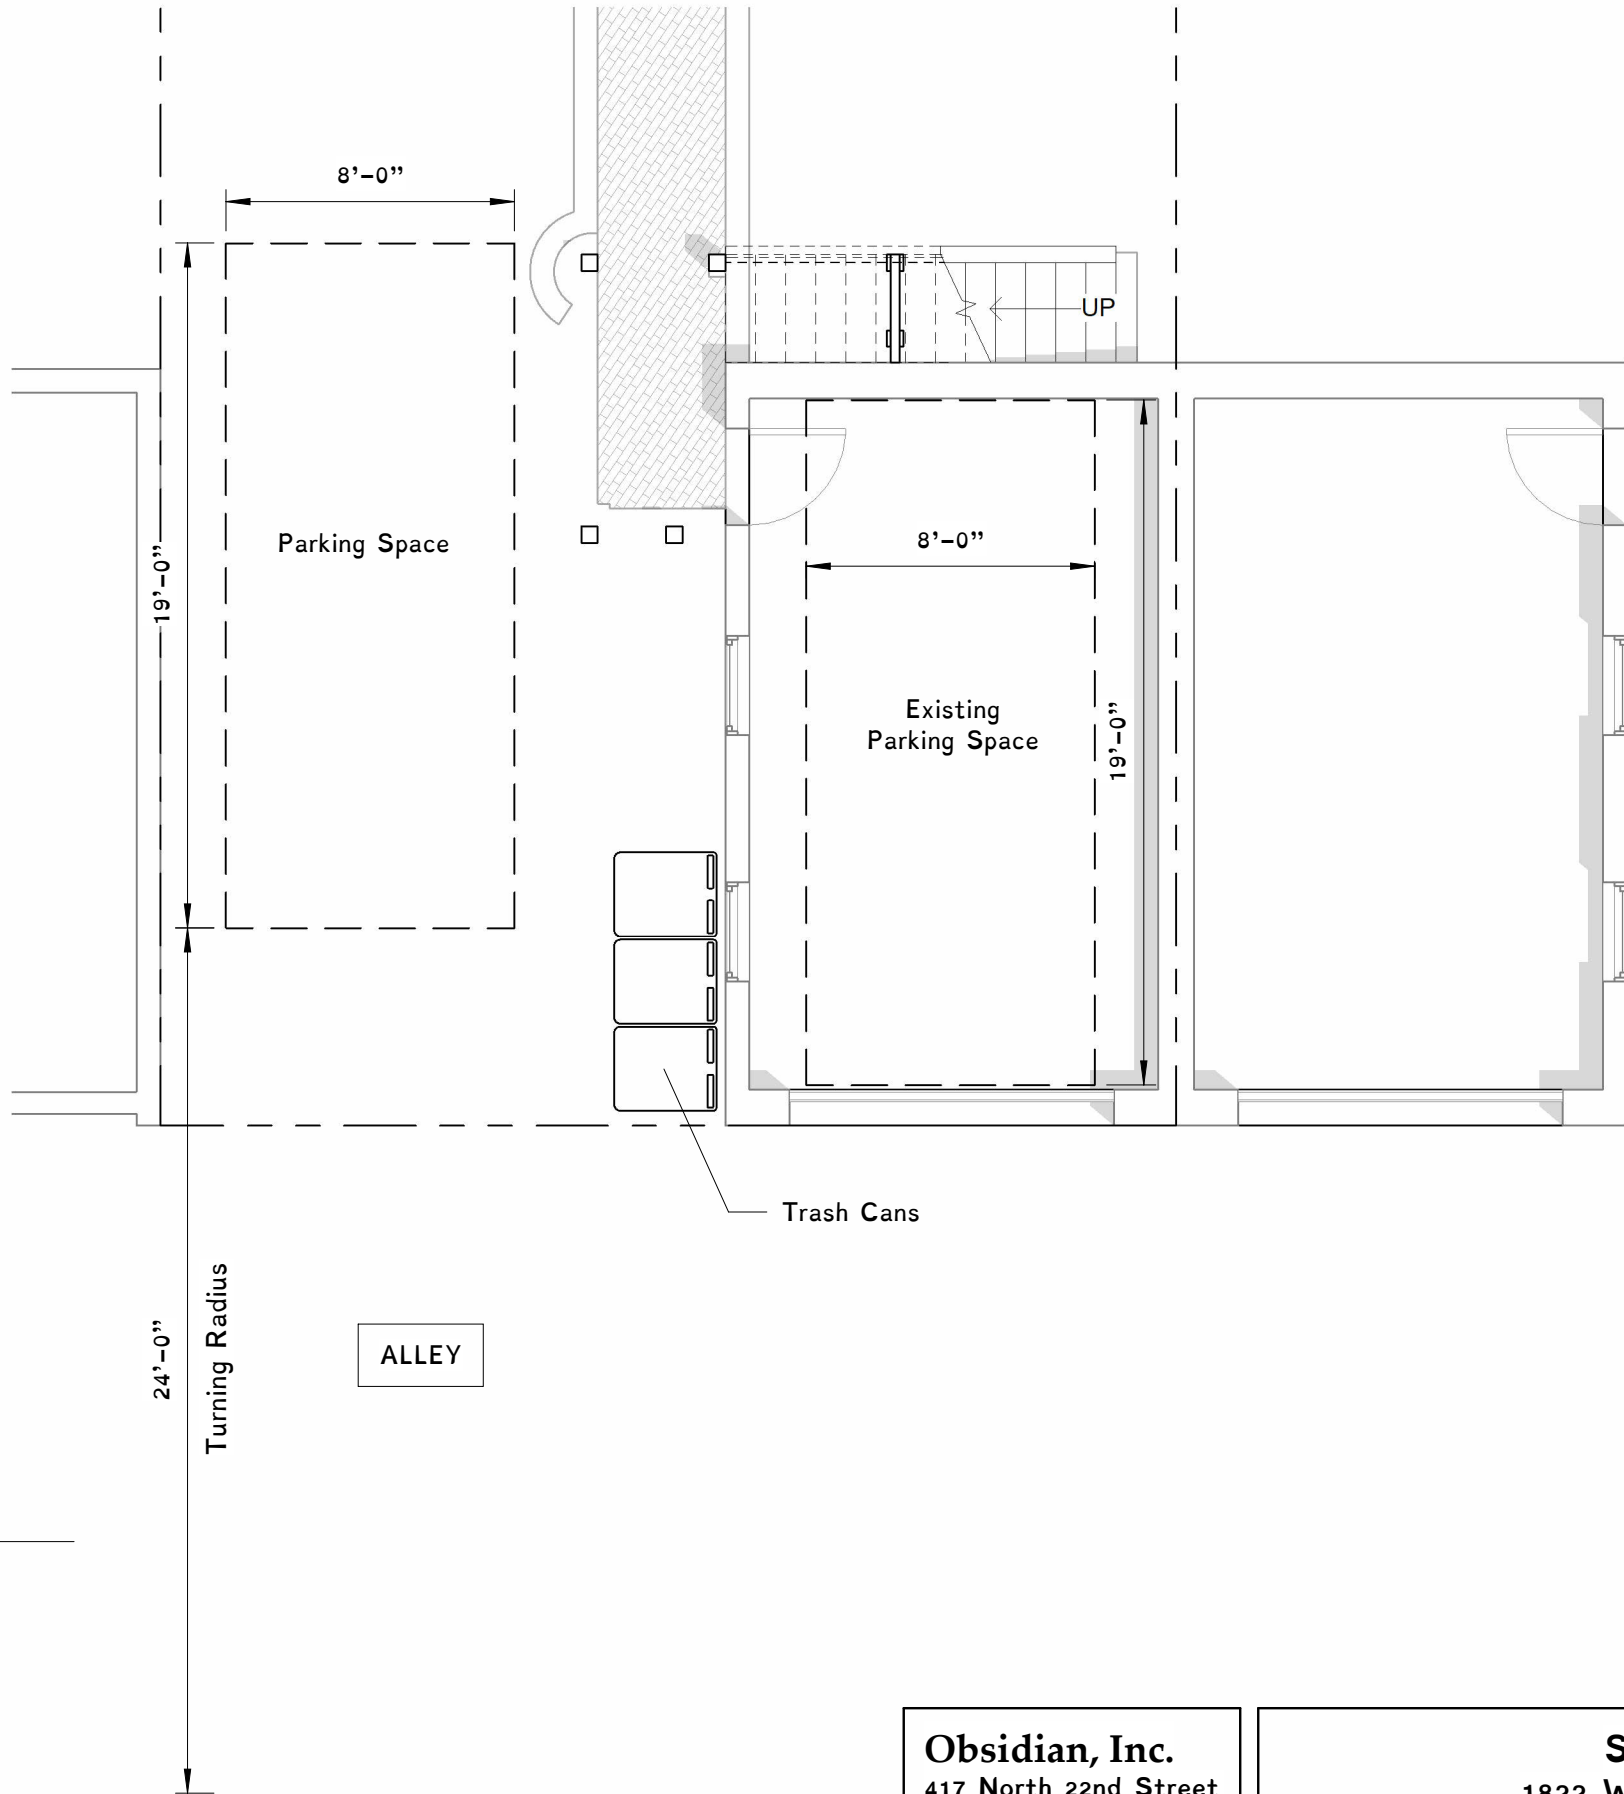 8’-0”
UP
19’-0”
Parking Space
8’-0”
Existing
Parking Space
19’-0”
Trash Cans
24’-0”
Turning Radius
ALLEY
Obsidian, Inc.
417 North 22nd Street
S
1822 W